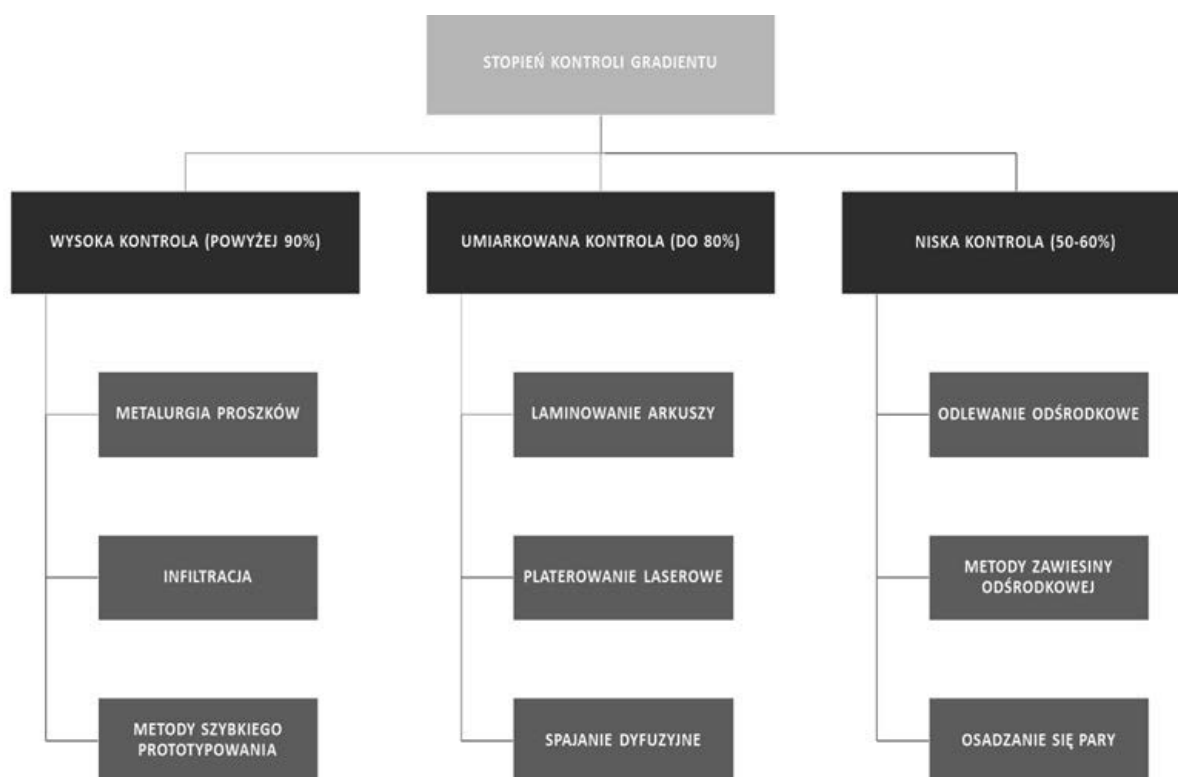 STOPIEŃ KONTROLI GRADIENTU
WYSOKA KONTROLA (POWYŻEJ 90%)
UMIARKOWANA KONTROLA (DO 80%)
NISKA KONTROLA (50-60%)
METALURGIA PROSZKÓW
LAMINOWANIE ARKUSZY
ODLEWANIE ODŚRODKOWE
INFILTRACJA
PLATEROWANIE LASEROWE
METODY ZAWIESINY
ODŚRODKOWEJ
METODY SZYBKIEGO
PROTOTYPOWANIA
SPAJANIE DYFUZYJNE
OSADZANIE SIĘ PARY